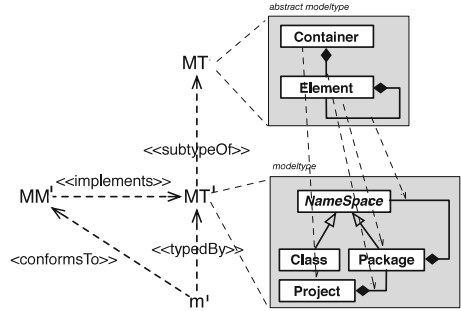 abstract modeltype
Container
MT
Element
<<subtypeOf>>
modeltype
<<implements>>
MM'
MT'
NameSpace
<<typedBy>>
Class
Package
<conformsTo>>
Project
m'